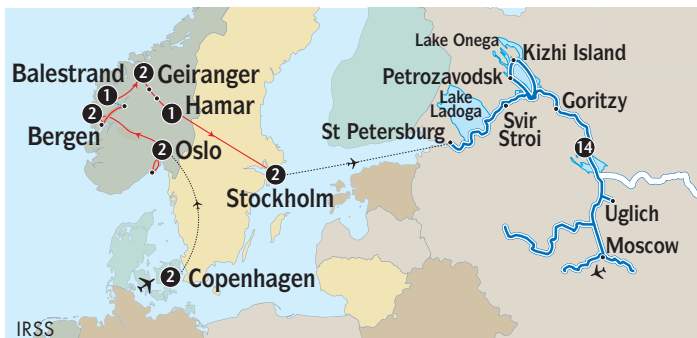 Lake Onega
Kizhi Island
Balestrand
2
Geiranger
Petrozavodsk
1
2
1
Hamar
Lake
Ladoga
Goritzy
Bergen
Svir
Stroi
St Petersburg
2
Oslo
14
2
Stockholm
Uglich
Moscow
2
Copenhagen
IRSS